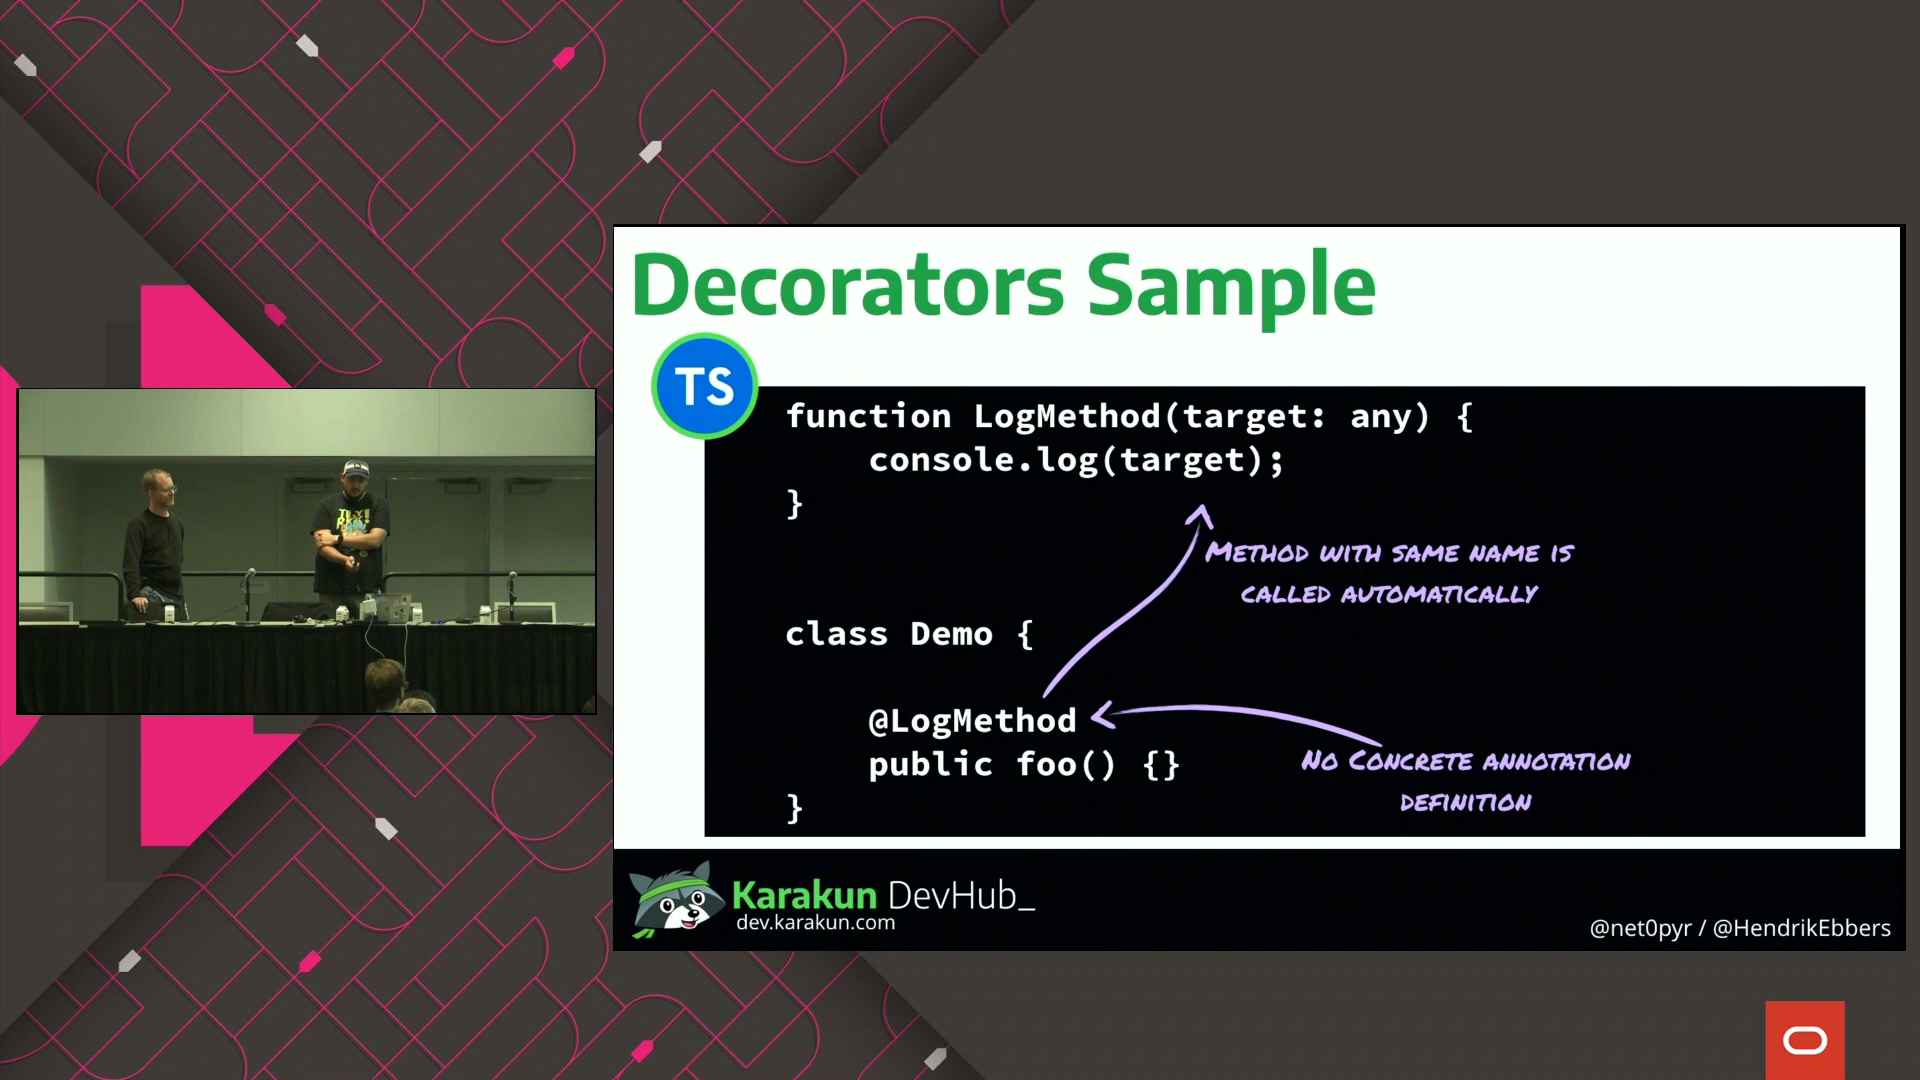 Decorators Sample
TS
function LogMethod(target: any) {
console.log(target);
}
METHOD WITH SAME NAME IS
CALLED AUTOMATICALLY
class Demo {
@LogMethod
public foo() {}
}
NO CONCRETE ANNOTATION
DEFINITION
Karakun DevHub_
dev.karakun.com
@net0pyr / @HendrikEbbers